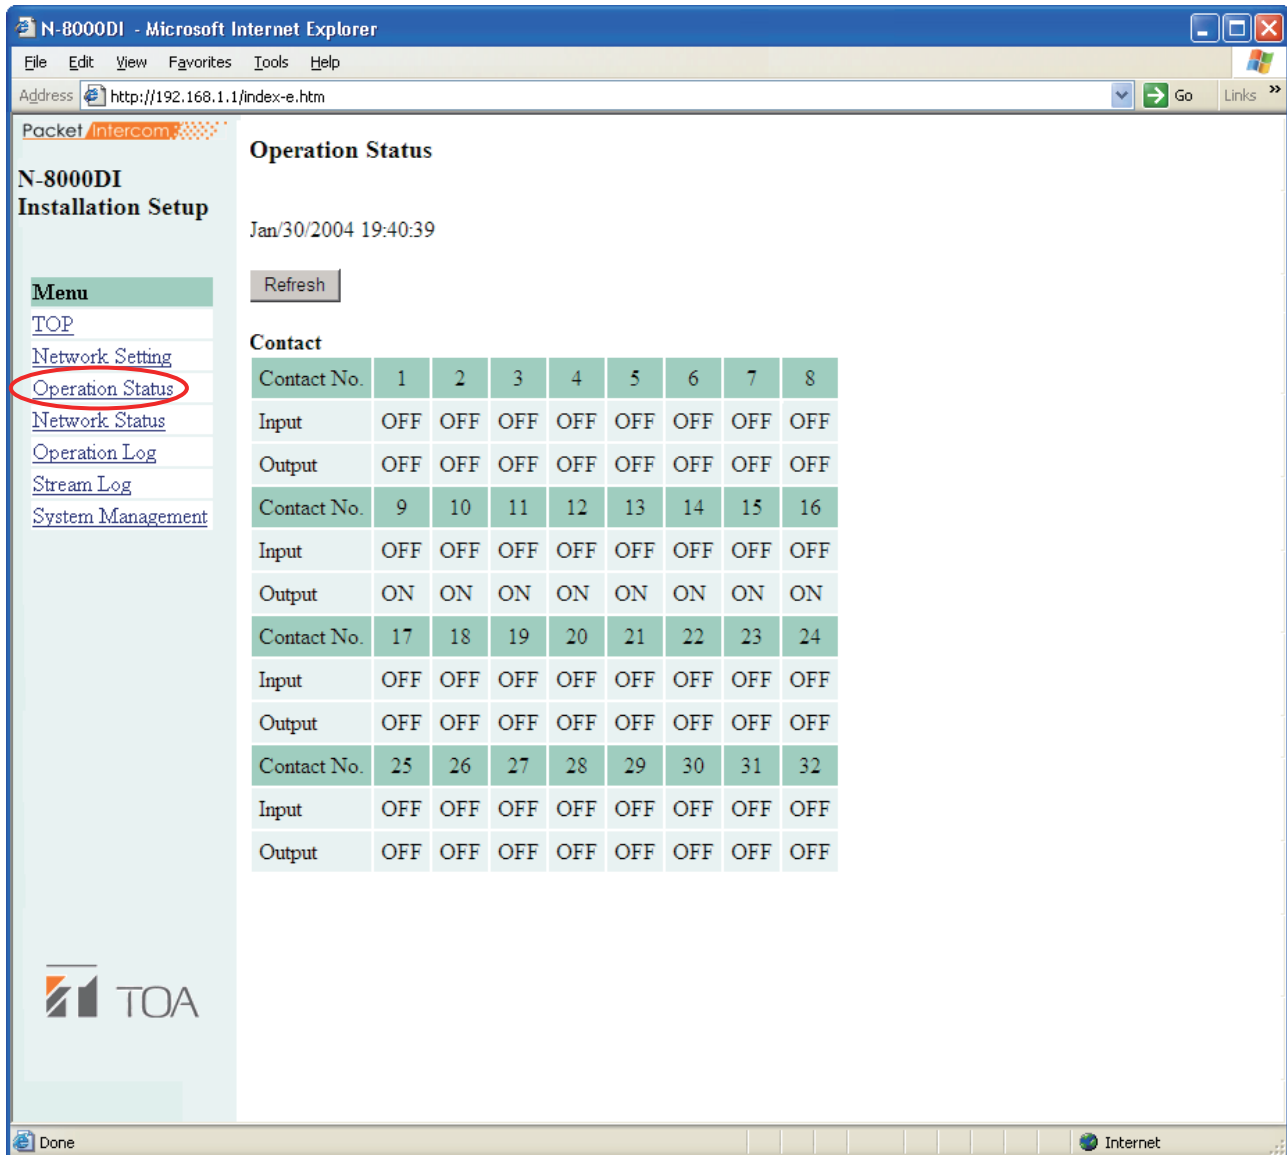 N-8000DI - Microsoft Internet Explorer
File Edit View Favorites Tools Help
Address http://192.168.1.1/index-e.htm Go Links »
Packet Intercom
N-8000DI
Installation Setup
Menu
TOP
Network Setting
Operation Status
Network Status
Operation Log
Stream Log
System Management
TOA
Operation Status
Jan/30/2004 19:40:39
Refresh
Contact
Contact No. 1 2 3 4 5 6 7 8
Input OFF OFF OFF OFF OFF OFF OFF OFF
Output OFF OFF OFF OFF OFF OFF OFF OFF
Contact No. 9 10 11 12 13 14 15 16
Input OFF OFF OFF OFF OFF OFF OFF OFF
Output ON ON ON ON ON ON ON ON
Contact No. 17 18 19 20 21 22 23 24
Input OFF OFF OFF OFF OFF OFF OFF OFF
Output OFF OFF OFF OFF OFF OFF OFF OFF
Contact No. 25 26 27 28 29 30 31 32
Input OFF OFF OFF OFF OFF OFF OFF OFF
Output OFF OFF OFF OFF OFF OFF OFF OFF
Done Internet